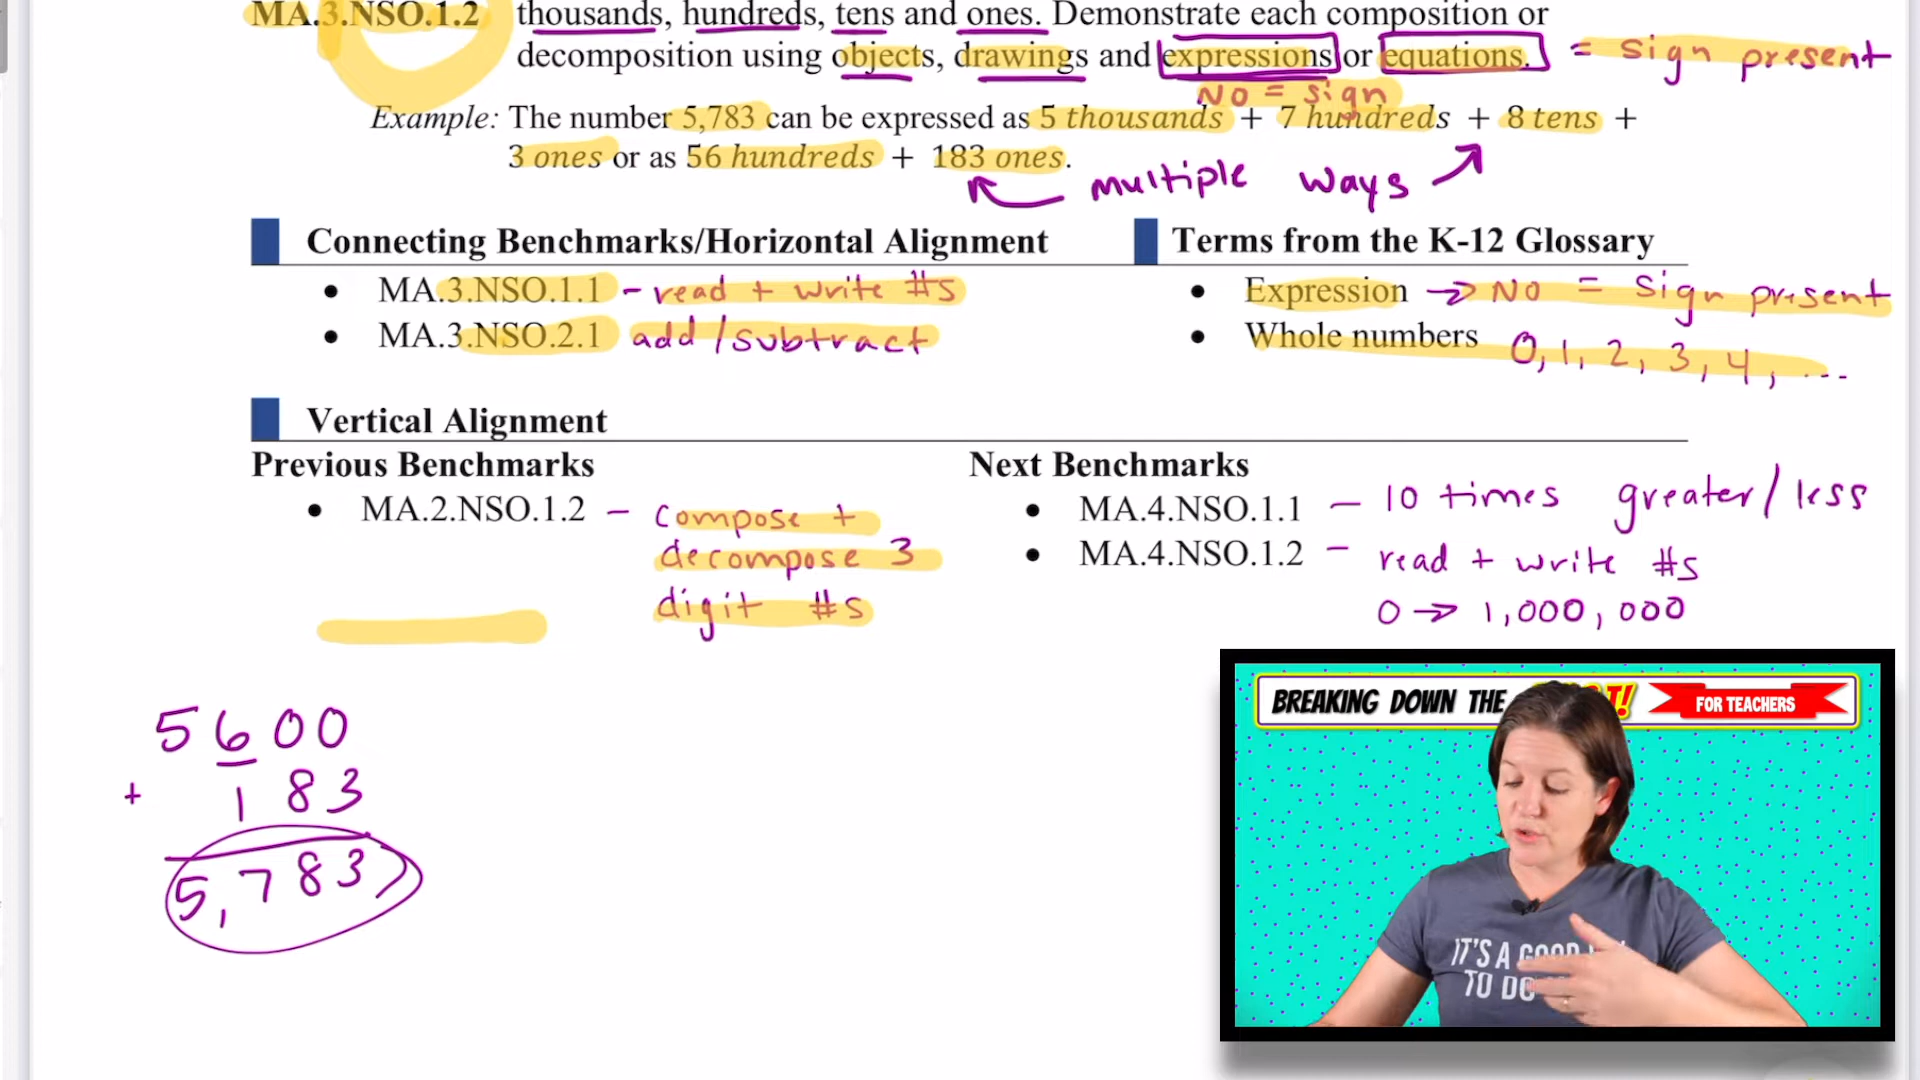 MA.3.NSO.1.2 thousands, hundreds, tens and ones. Demonstrate each composition or
decomposition using objects, drawings and expressions or equations. = sign present
No = sign
Example: The number 5,783 can be expressed as 5 thousands + 7 hundreds + 8 tens +
3 ones or as 56 hundreds + 183 ones.
multiple ways
Connecting Benchmarks/Horizontal Alignment
• MA.3.NSO.1.1 - read + write #s
• MA.3.NSO.2.1 add / subtract
Terms from the K-12 Glossary
• Expression → No = sign present
• Whole numbers 0, 1, 2, 3, 4, ...
Vertical Alignment
Previous Benchmarks
• MA.2.NSO.1.2 – compose +
decompose 3
digit #s
Next Benchmarks
• MA.4.NSO.1.1 – 10 times greater / less
• MA.4.NSO.1.2 – read + write #s
0 → 1,000,000
5600
+ 183
5,783
BREAKING DOWN THE
FOR TEACHERS
IT'S A GOOD
TO DO